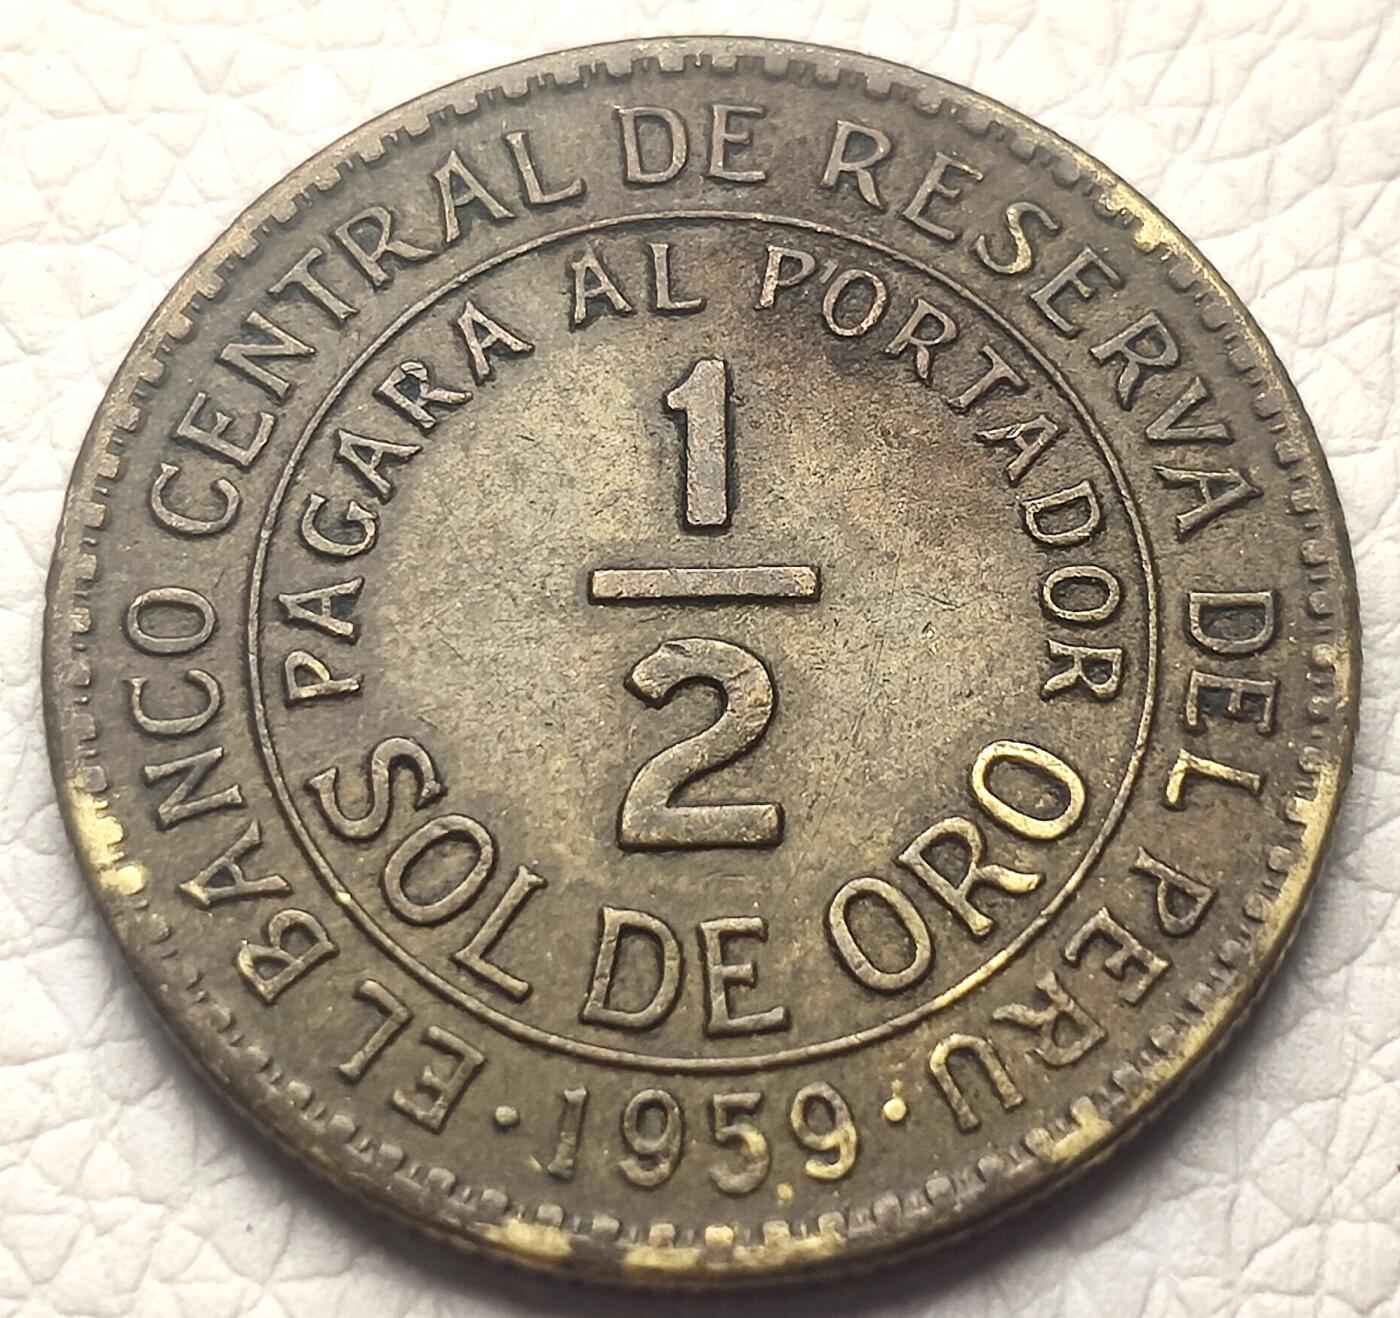 EL BANCO CENTRAL DE RESERVA DEL PERU
PAGARA AL PORTADOR
1
2
SOL DE ORO
· 1959 ·